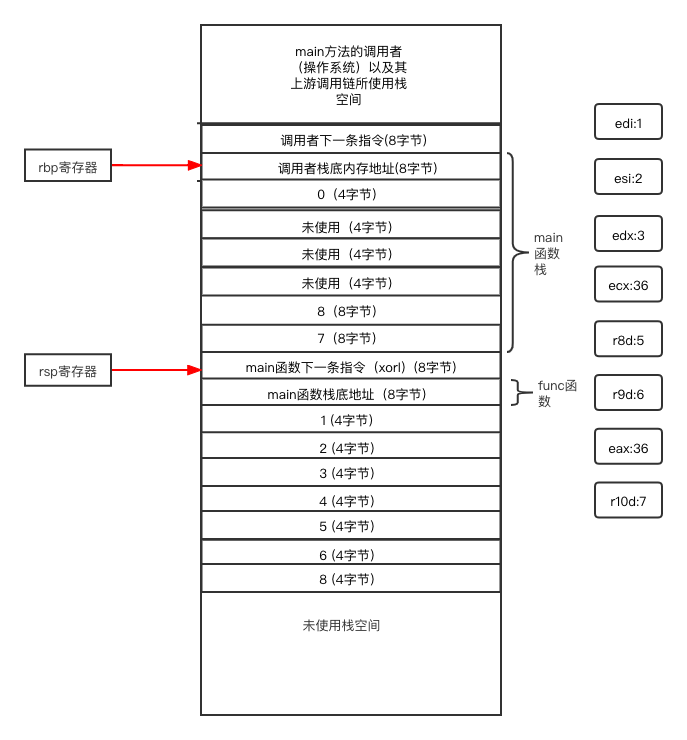 main方法的调用者
（操作系统）以及其
上游调用链所使用栈
空间
调用者下一条指令(8字节)
rbp寄存器
调用者栈底内存地址(8字节)
0（4字节)
未使用（4字节)
未使用（4字节)
未使用（4字节)
8（8字节)
7（8字节)
main
函数
栈
rsp寄存器
main函数下一条指令（xorl）(8字节)
main函数栈底地址（8字节)
func函
数
1 (4字节)
2 (4字节)
3 (4字节)
4 (4字节)
5 (4字节)
6 (4字节)
8 (4字节)
未使用栈空间
edi:1
esi:2
edx:3
ecx:36
r8d:5
r9d:6
eax:36
r10d:7